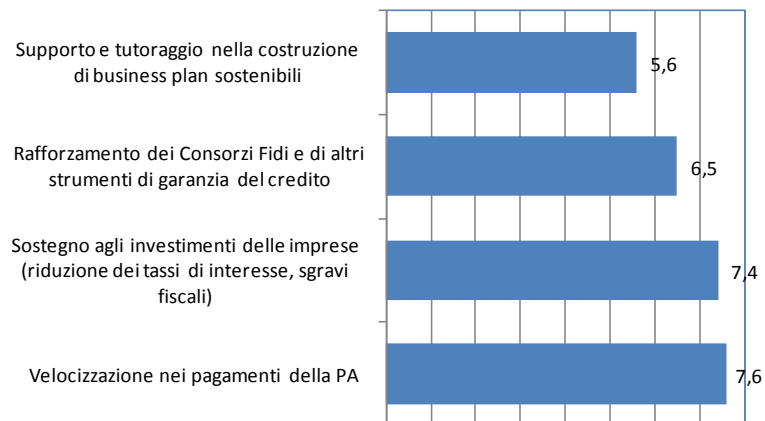 Supporto e tutoraggio nella costruzione
di business plan sostenibili
5,6
Rafforzamento dei Consorzi Fidi e di altri
strumenti di garanzia del credito
6,5
Sostegno agli investimenti delle imprese
(riduzione dei tassi di interesse, sgravi
fiscali)
7,4
Velocizzazione nei pagamenti della PA
7,6